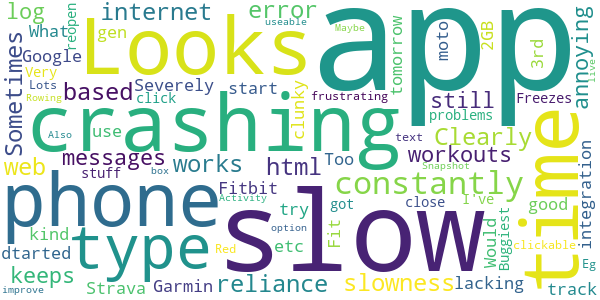 log
reopen
internet
error
useable
Maybe
2GB
3rd
annoying
What
gen
Looks
app
moto
tomorrow
Google
Sometimes
Very
Lots
Rowing
based
click
Severely
start
clunky
frustrating
still
Freezes
Also
use
crashing
problems
live
messages
works
html
Too
text
workouts
Clearly
web
stuff
box
Snapshot
time
integration
phone
Fitbit
Activity
slow
constantly
try
got
close
I've
good
kind
option
Fit
Would
Buggiest
dtarted
type
Red
etc
clickable
keeps
slowness
lacking
Eg
improve
Strava
Garmin
reliance
track